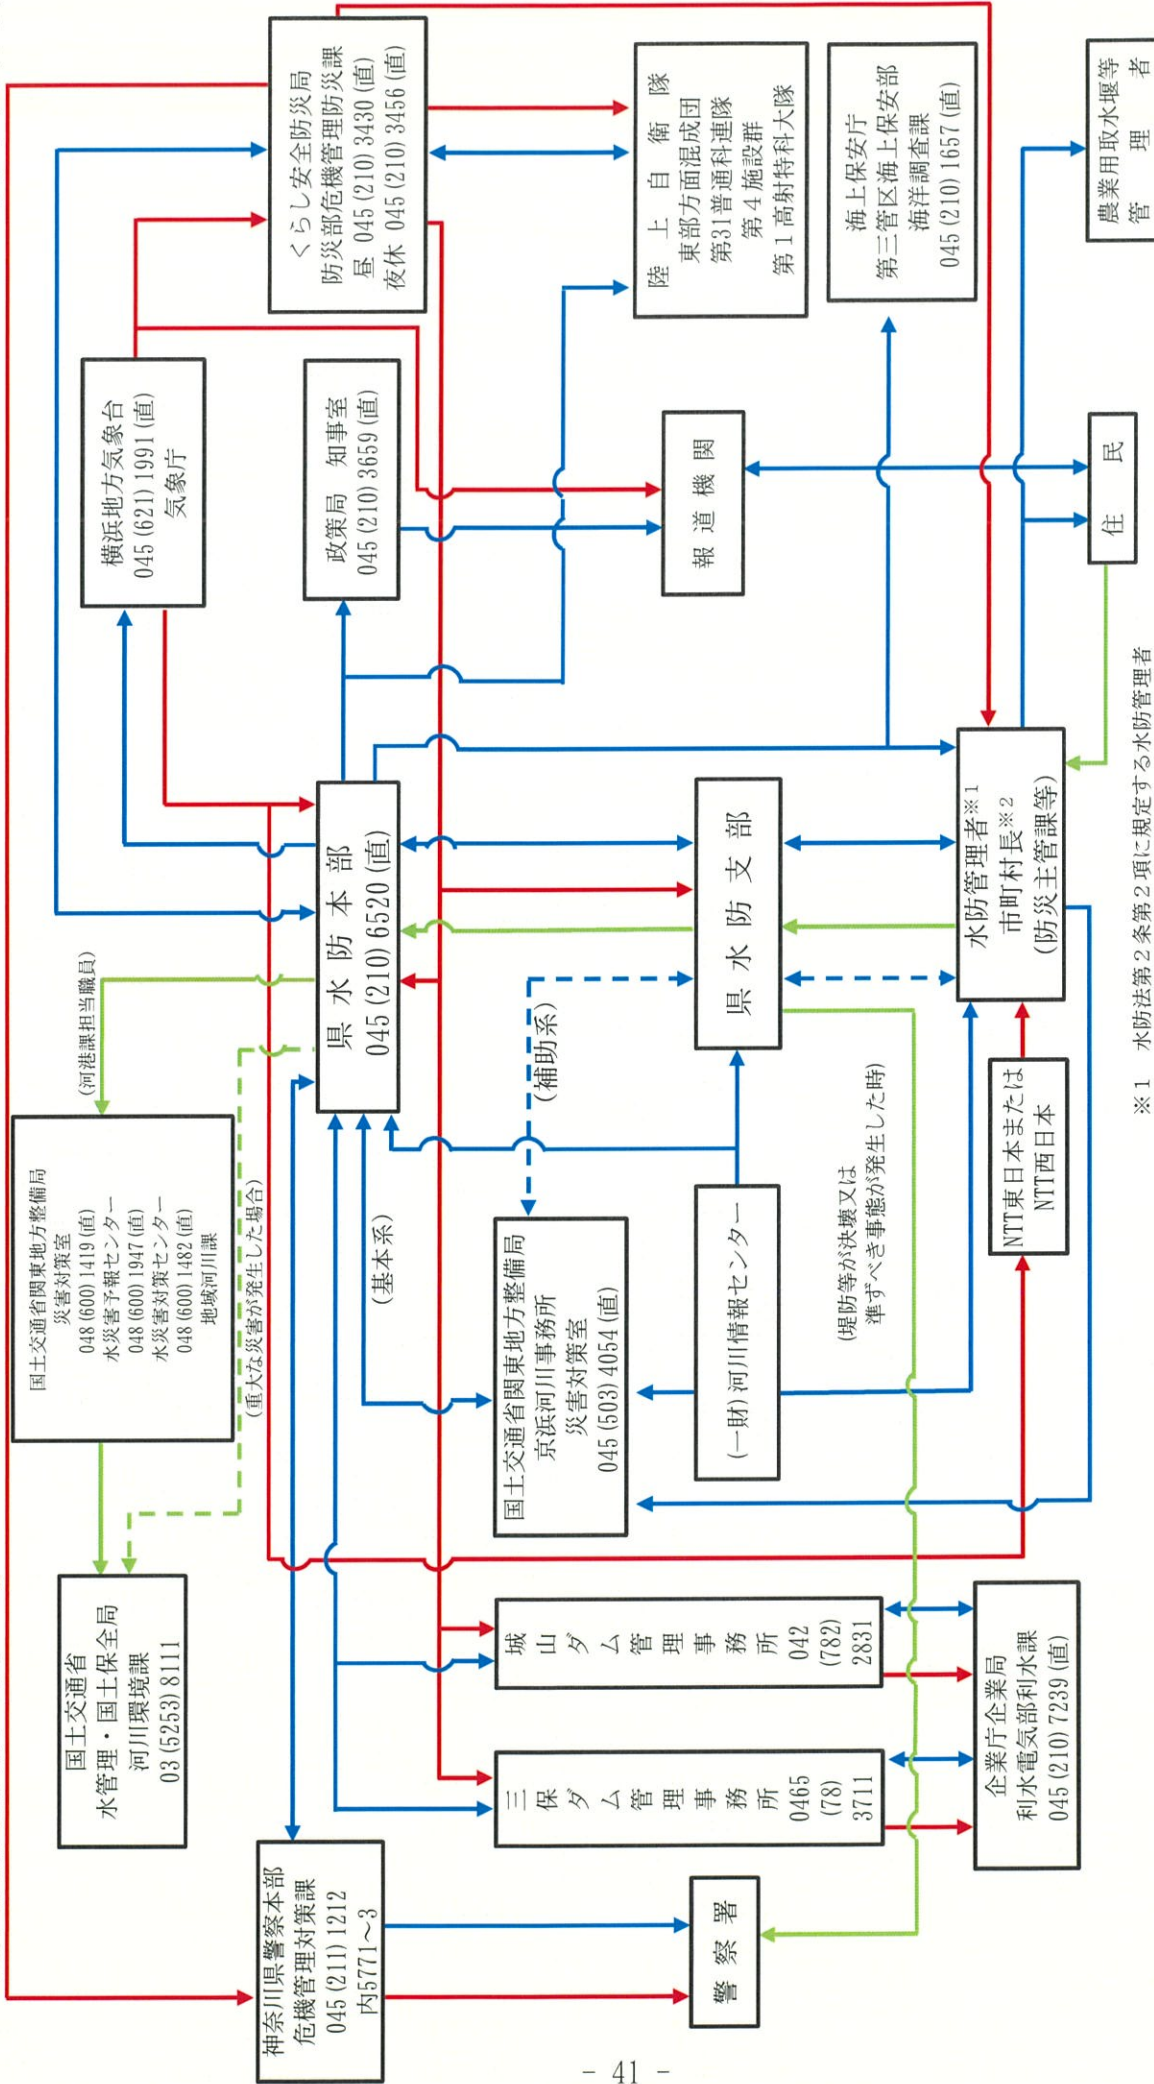 くらし安全防災局
防災部危機管理防災課
昼 045 (210) 3430 (直)
夜休 045 (210) 3456 (直)
陸上自衛隊
東部方面混成団
第31普通科連隊
第4施設群
第1高射特科大隊
海上保安庁
第三管区海上保安部
海洋調査課
045 (210) 1657 (直)
農業用取水堰等
管理者
横浜地方気象台
045 (621) 1991 (直)
気象庁
政策局 知事室
045 (210) 3659 (直)
報道機関
住民
県水防本部
045 (210) 6520 (直)
県水防支部
水防管理者※1
市町村長※2
(防災主管課等)
(河港課担当職員)
国土交通省関東地方整備局
災害対策室
048 (600) 1419 (直)
水災害予報センター
048 (600) 1947 (直)
水災害対策センター
048 (600) 1482 (直)
地域河川課
(重大な災害が発生した場合)
(基本系)
(補助系)
国土交通省関東地方整備局
京浜河川事務所
災害対策室
045 (503) 4054 (直)
(一財) 河川情報センター
(堤防等が決壊又は
準ずべき事態が発生した時)
NTT東日本または
NTT西日本
国土交通省
水管理・国土保全局
河川環境課
03 (5253) 8111
城山ダム管理事務所
042
(782)
2831
三保ダム管理事務所
0465
(78)
3711
企業庁企業局
利水電気部利水課
045 (210) 7239 (直)
神奈川県警察本部
危機管理対策課
045 (211) 1212
内5771～3
警察署
※1 水防法第2条第2項に規定する水防管理者
- 41 -